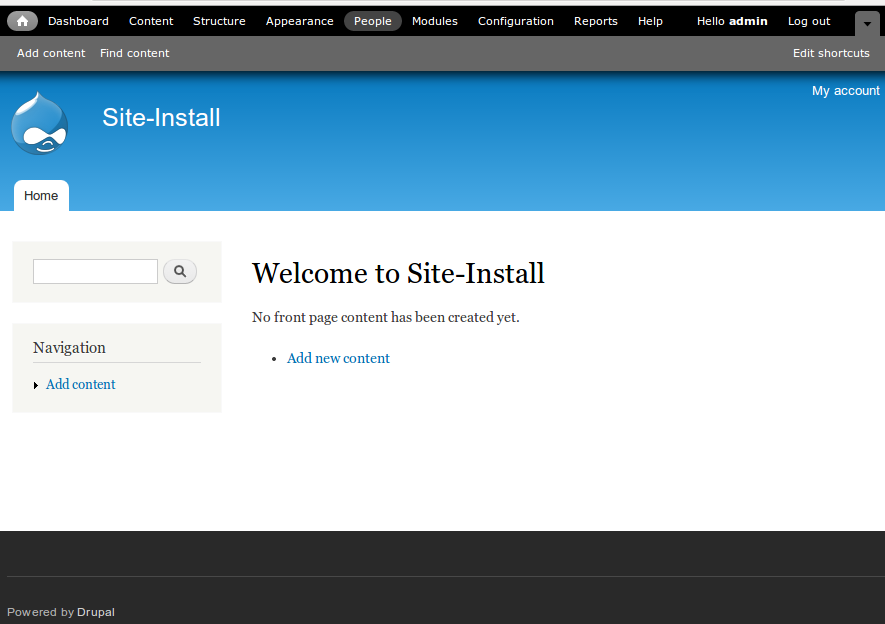 Dashboard Content Structure Appearance People Modules Configuration Reports Help Hello admin Log out
Add content Find content Edit shortcuts
My account
Site-Install
Home
Welcome to Site-Install
No front page content has been created yet.
Add new content
Navigation
Add content
Powered by Drupal